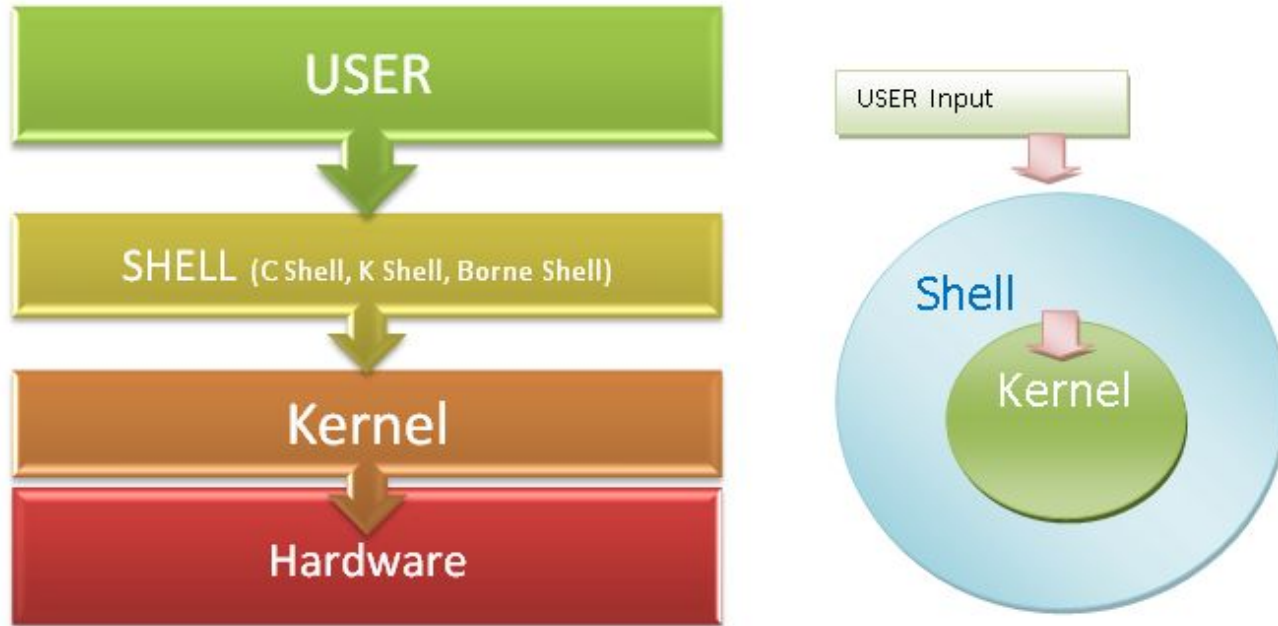 USER
SHELL (C Shell, K Shell, Borne Shell)
Kernel
Hardware
USER Input
Shell
Kernel